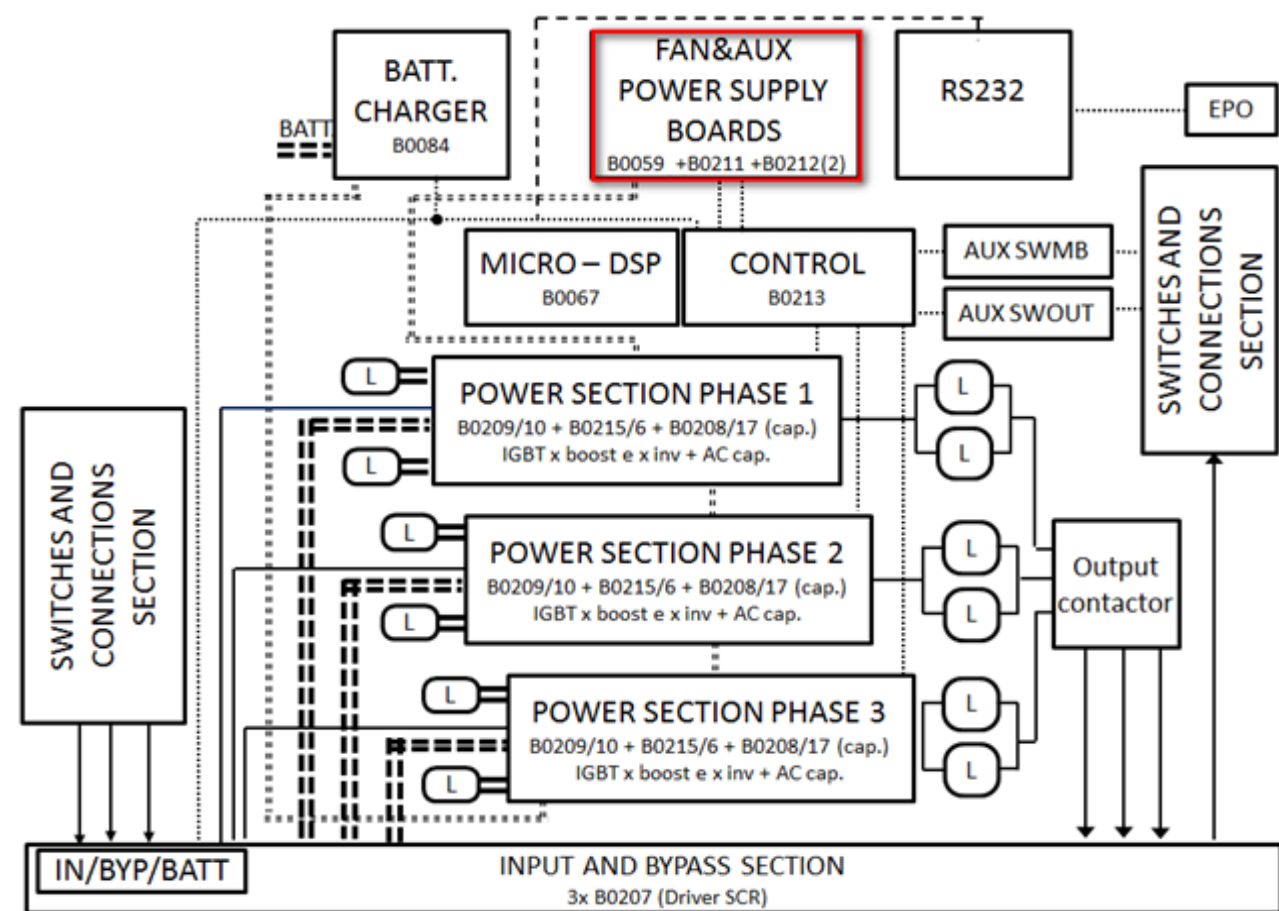 BATT.
CHARGER
B0084
BATT
FAN&AUX
POWER SUPPLY
BOARDS
B0059 +B0211 +B0212(2)
RS232
EPO
MICRO – DSP
B0067
CONTROL
B0213
AUX SWMB
AUX SWOUT
SWITCHES AND
CONNECTIONS
SECTION
L
L
POWER SECTION PHASE 1
B0209/10 + B0215/6 + B0208/17 (cap.)
IGBT x boost e x inv + AC cap.
L
L
SWITCHES AND
CONNECTIONS
SECTION
L
L
POWER SECTION PHASE 2
B0209/10 + B0215/6 + B0208/17 (cap.)
IGBT x boost e x inv + AC cap.
L
L
Output
contactor
L
L
POWER SECTION PHASE 3
B0209/10 + B0215/6 + B0208/17 (cap.)
IGBT x boost e x inv + AC cap.
L
L
IN/BYP/BATT
INPUT AND BYPASS SECTION
3x B0207 (Driver SCR)